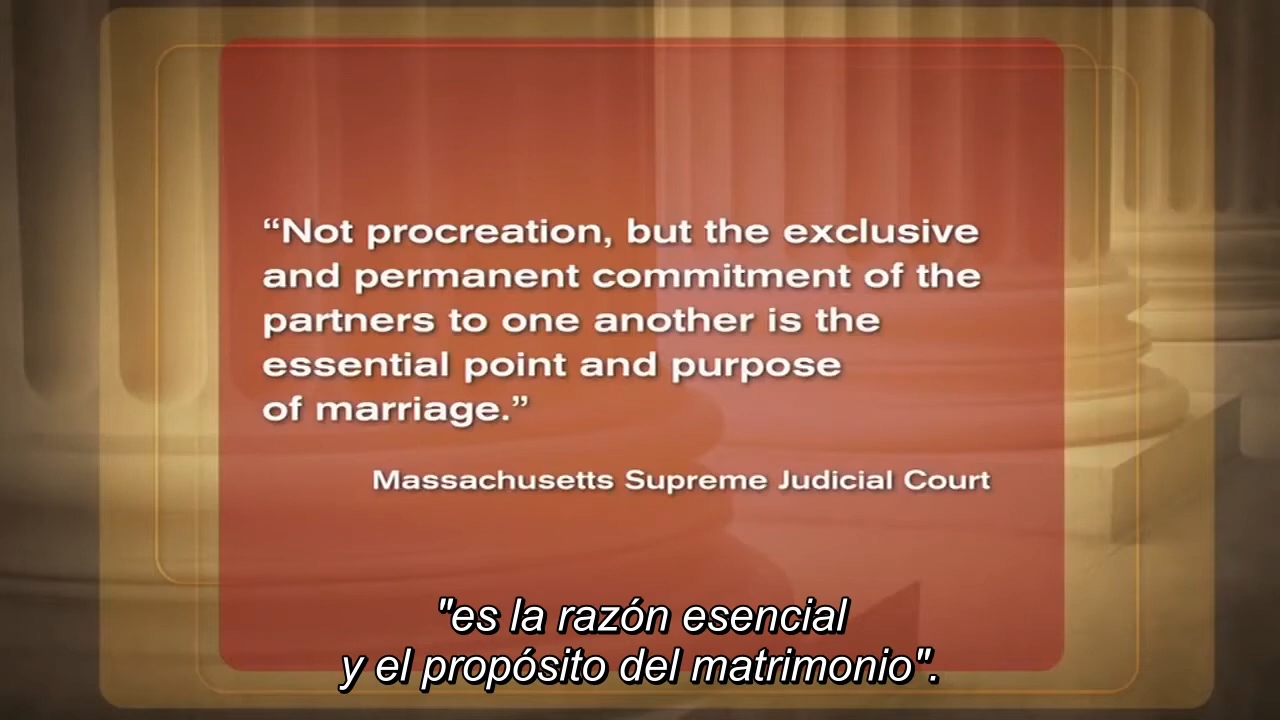 “Not procreation, but the exclusive
and permanent commitment of the
partners to one another is the
essential point and purpose
of marriage.”
Massachusetts Supreme Judicial Court
"es la razón esencial
y el propósito del matrimonio".